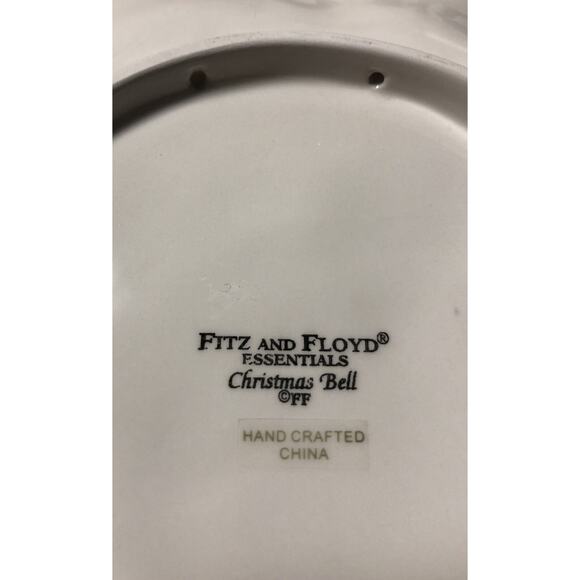 FITZ AND FLOYD®
ESSENTIALS
Christmas Bell
©FF
HAND CRAFTED
CHINA